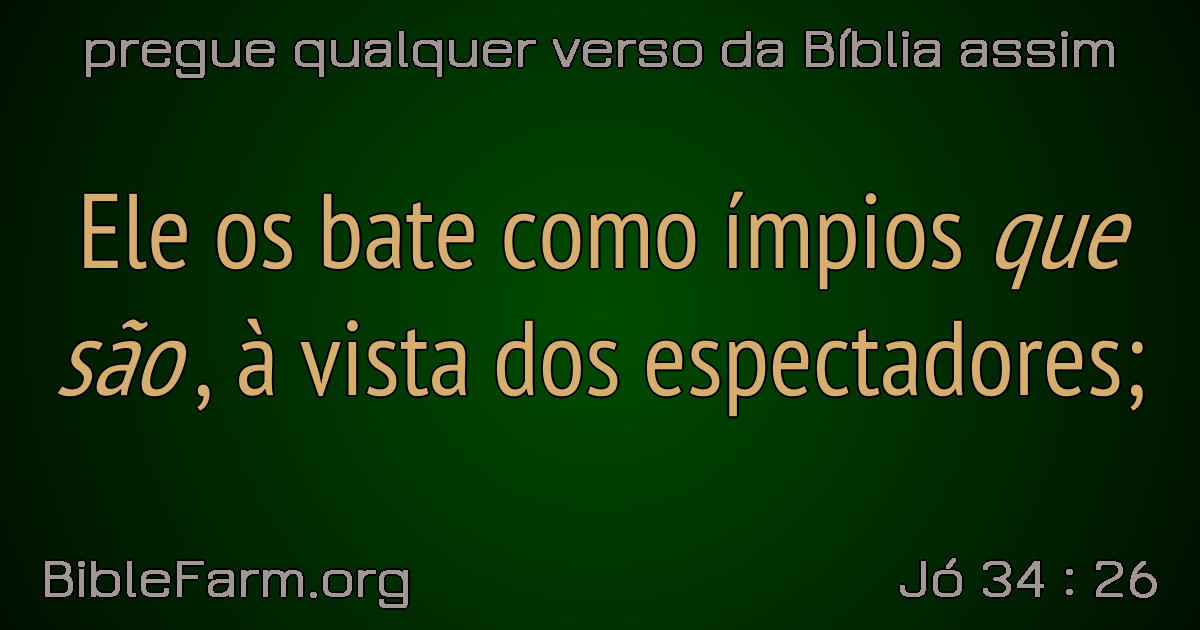 pregue qualquer verso da Bíblia assim
Ele os bate como ímpios que
são, à vista dos espectadores;
BibleFarm.org
Jó 34 : 26